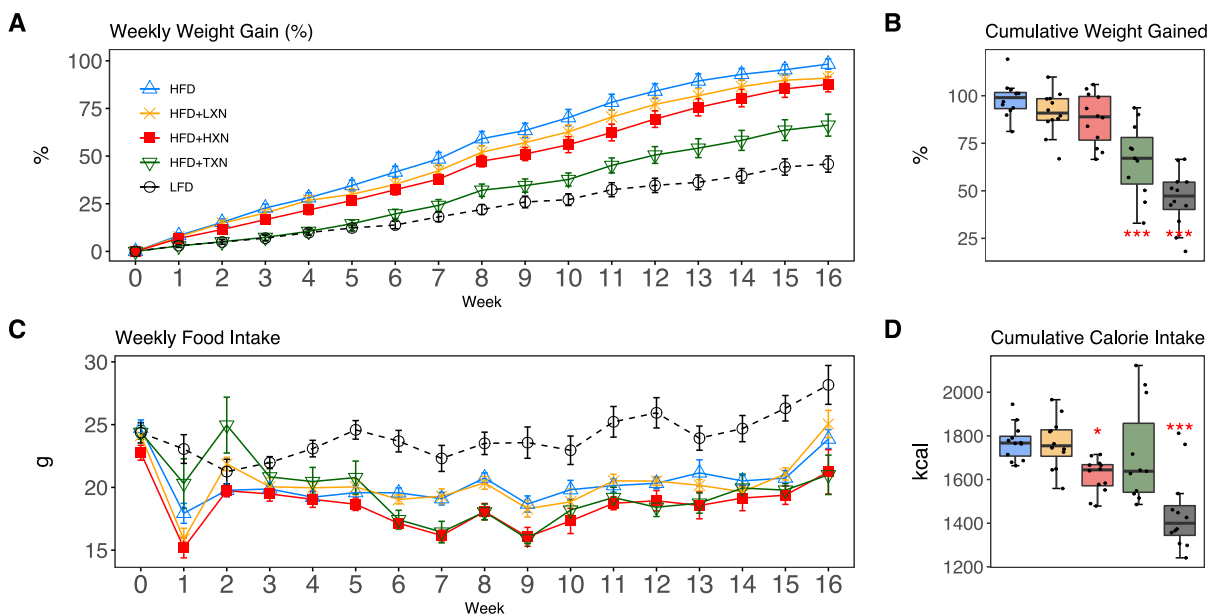 A
Weekly Weight Gain (%)
%
100
75
50
25
0
HFD
HFD+LXN
HFD+HXN
HFD+TXN
LFD
0 1 2 3 4 5 6 7 8 9 10 11 12 13 14 15 16
Week
B
Cumulative Weight Gained
%
100
75
50
25
*** ***
C
Weekly Food Intake
g
30
25
20
15
0 1 2 3 4 5 6 7 8 9 10 11 12 13 14 15 16
Week
D
Cumulative Calorie Intake
kcal
2000
1800
1600
1400
1200
* ***